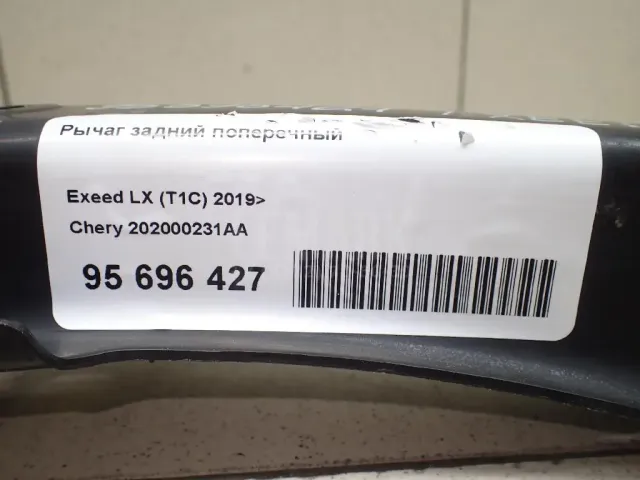 Рычаг задний поперечный
Exeed LX (T1C) 2019>
Chery 202000231AA
95 696 427